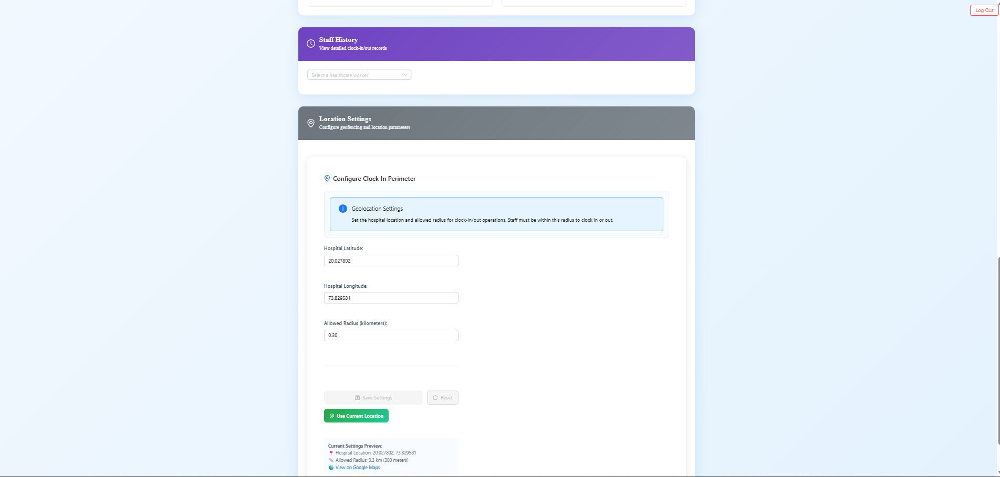 Log Out
Staff History
View detailed clock-in/out records
Select a healthcare worker
Location Settings
Configure geofencing and location parameters
Configure Clock-In Perimeter
Geolocation Settings
Set the hospital location and allowed radius for clock-in/out operations. Staff must be within this radius to clock in or out.
Hospital Latitude:
20.027802
Hospital Longitude:
73.829581
Allowed Radius (kilometers):
0.30
Save Settings
Reset
Use Current Location
Current Settings Preview:
📍 Hospital Location: 20.027802, 73.829581
📏 Allowed Radius: 0.3 km (300 meters)
🌍 View on Google Maps